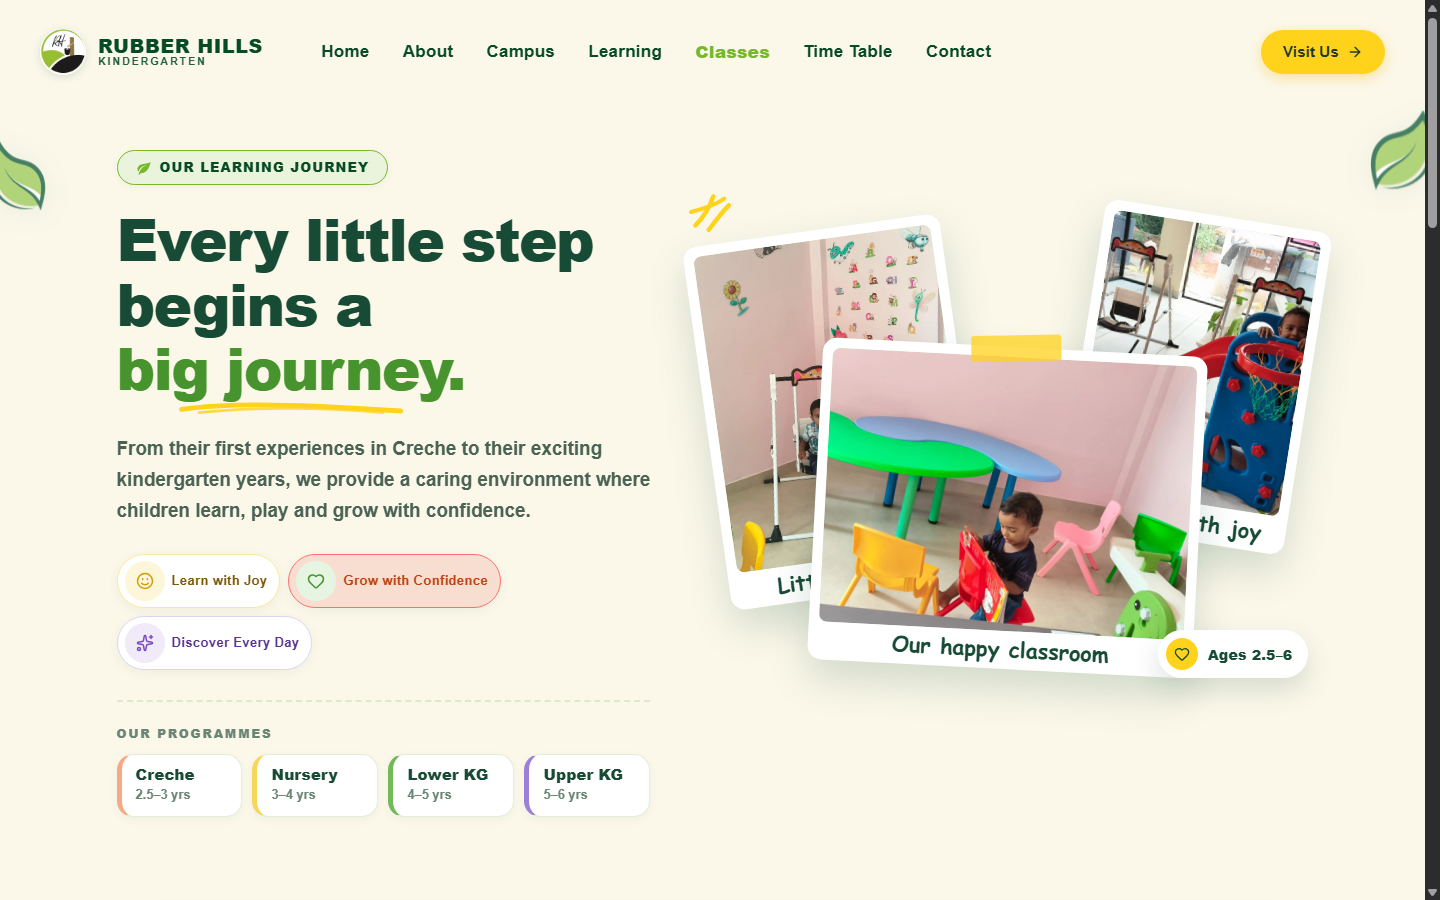 RUBBER HILLS
KINDERGARTEN
Home
About
Campus
Learning
Classes
Time Table
Contact
Visit Us
OUR LEARNING JOURNEY
Every little step
begins a
big journey.
From their first experiences in Creche to their exciting
kindergarten years, we provide a caring environment where
children learn, play and grow with confidence.
Learn with Joy
Grow with Confidence
Discover Every Day
OUR PROGRAMMES
Creche
2.5–3 yrs
Nursery
3–4 yrs
Lower KG
4–5 yrs
Upper KG
5–6 yrs
joy
Our happy classroom
Ages 2.5–6